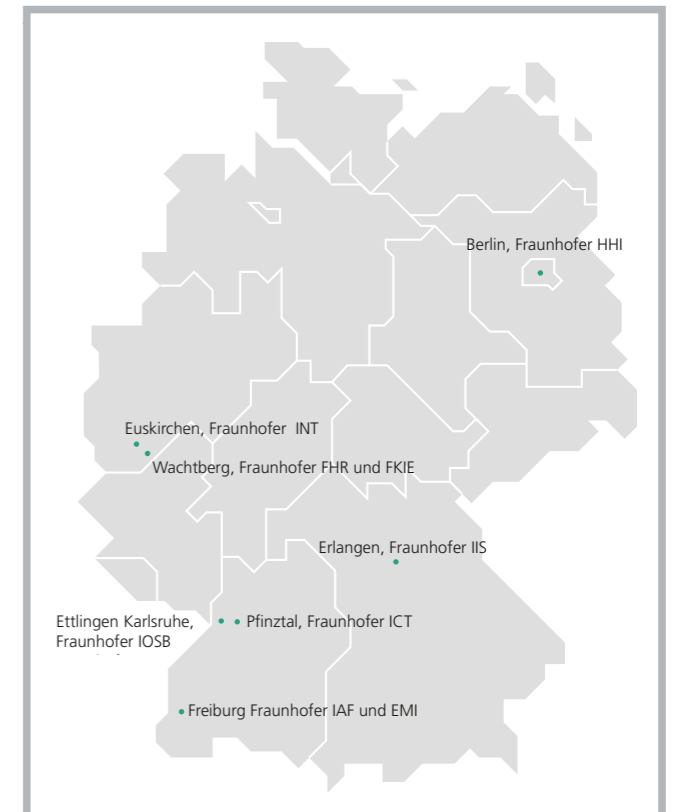 Berlin, Fraunhofer HHI
Euskirchen, Fraunhofer INT
Wachtberg, Fraunhofer FHR und FKIE
Erlangen, Fraunhofer IIS
Ettlingen Karlsruhe,
Fraunhofer IOSB
Pfinztal, Fraunhofer ICT
Freiburg Fraunhofer IAF und EMI